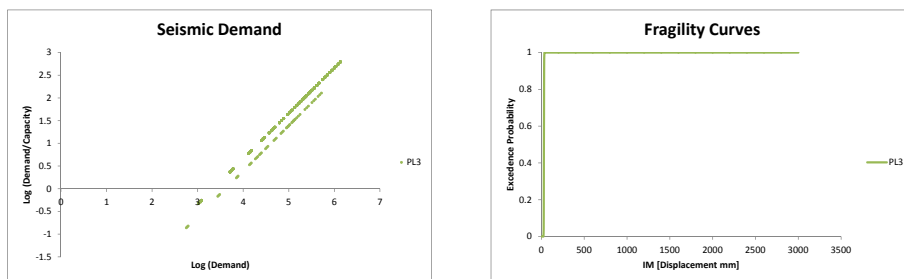 Seismic Demand
Log (Demand/Capacity)
3
2.5
2
1.5
1
0.5
0
-0.5
-1
-1.5
0 1 2 3 4 5 6 7
Log (Demand)
PL3
Fragility Curves
Excedence Probability
1
0.8
0.6
0.4
0.2
0
0 500 1000 1500 2000 2500 3000 3500
IM [Displacement mm]
PL3